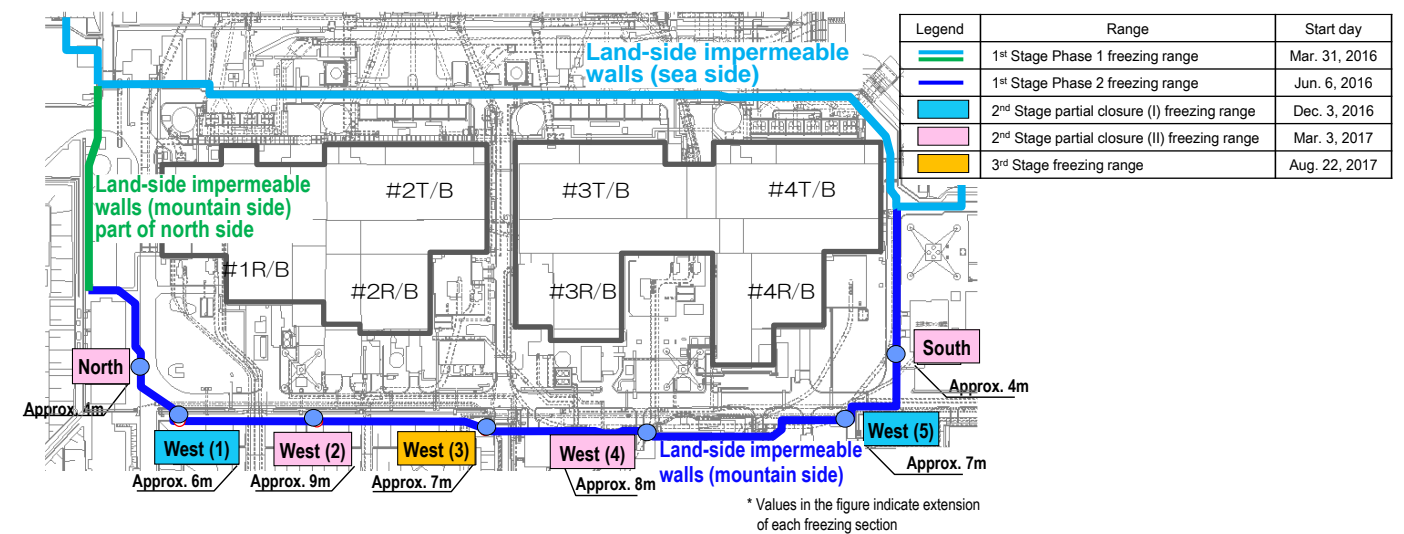 Legend Range Start day
1st Stage Phase 1 freezing range Mar. 31, 2016
1st Stage Phase 2 freezing range Jun. 6, 2016
2nd Stage partial closure (I) freezing range Dec. 3, 2016
2nd Stage partial closure (II) freezing range Mar. 3, 2017
3rd Stage freezing range Aug. 22, 2017
Land-side impermeable
walls (sea side)
Land-side impermeable
walls (mountain side)
part of north side
#2T/B
#3T/B
#4T/B
#1R/B
#2R/B
#3R/B
#4R/B
North
Approx. 4m
South
Approx. 4m
West (1)
Approx. 6m
West (2)
Approx. 9m
West (3)
Approx. 7m
West (4)
Approx. 8m
Land-side impermeable
walls (mountain side)
West (5)
Approx. 7m
* Values in the figure indicate extension
of each freezing section